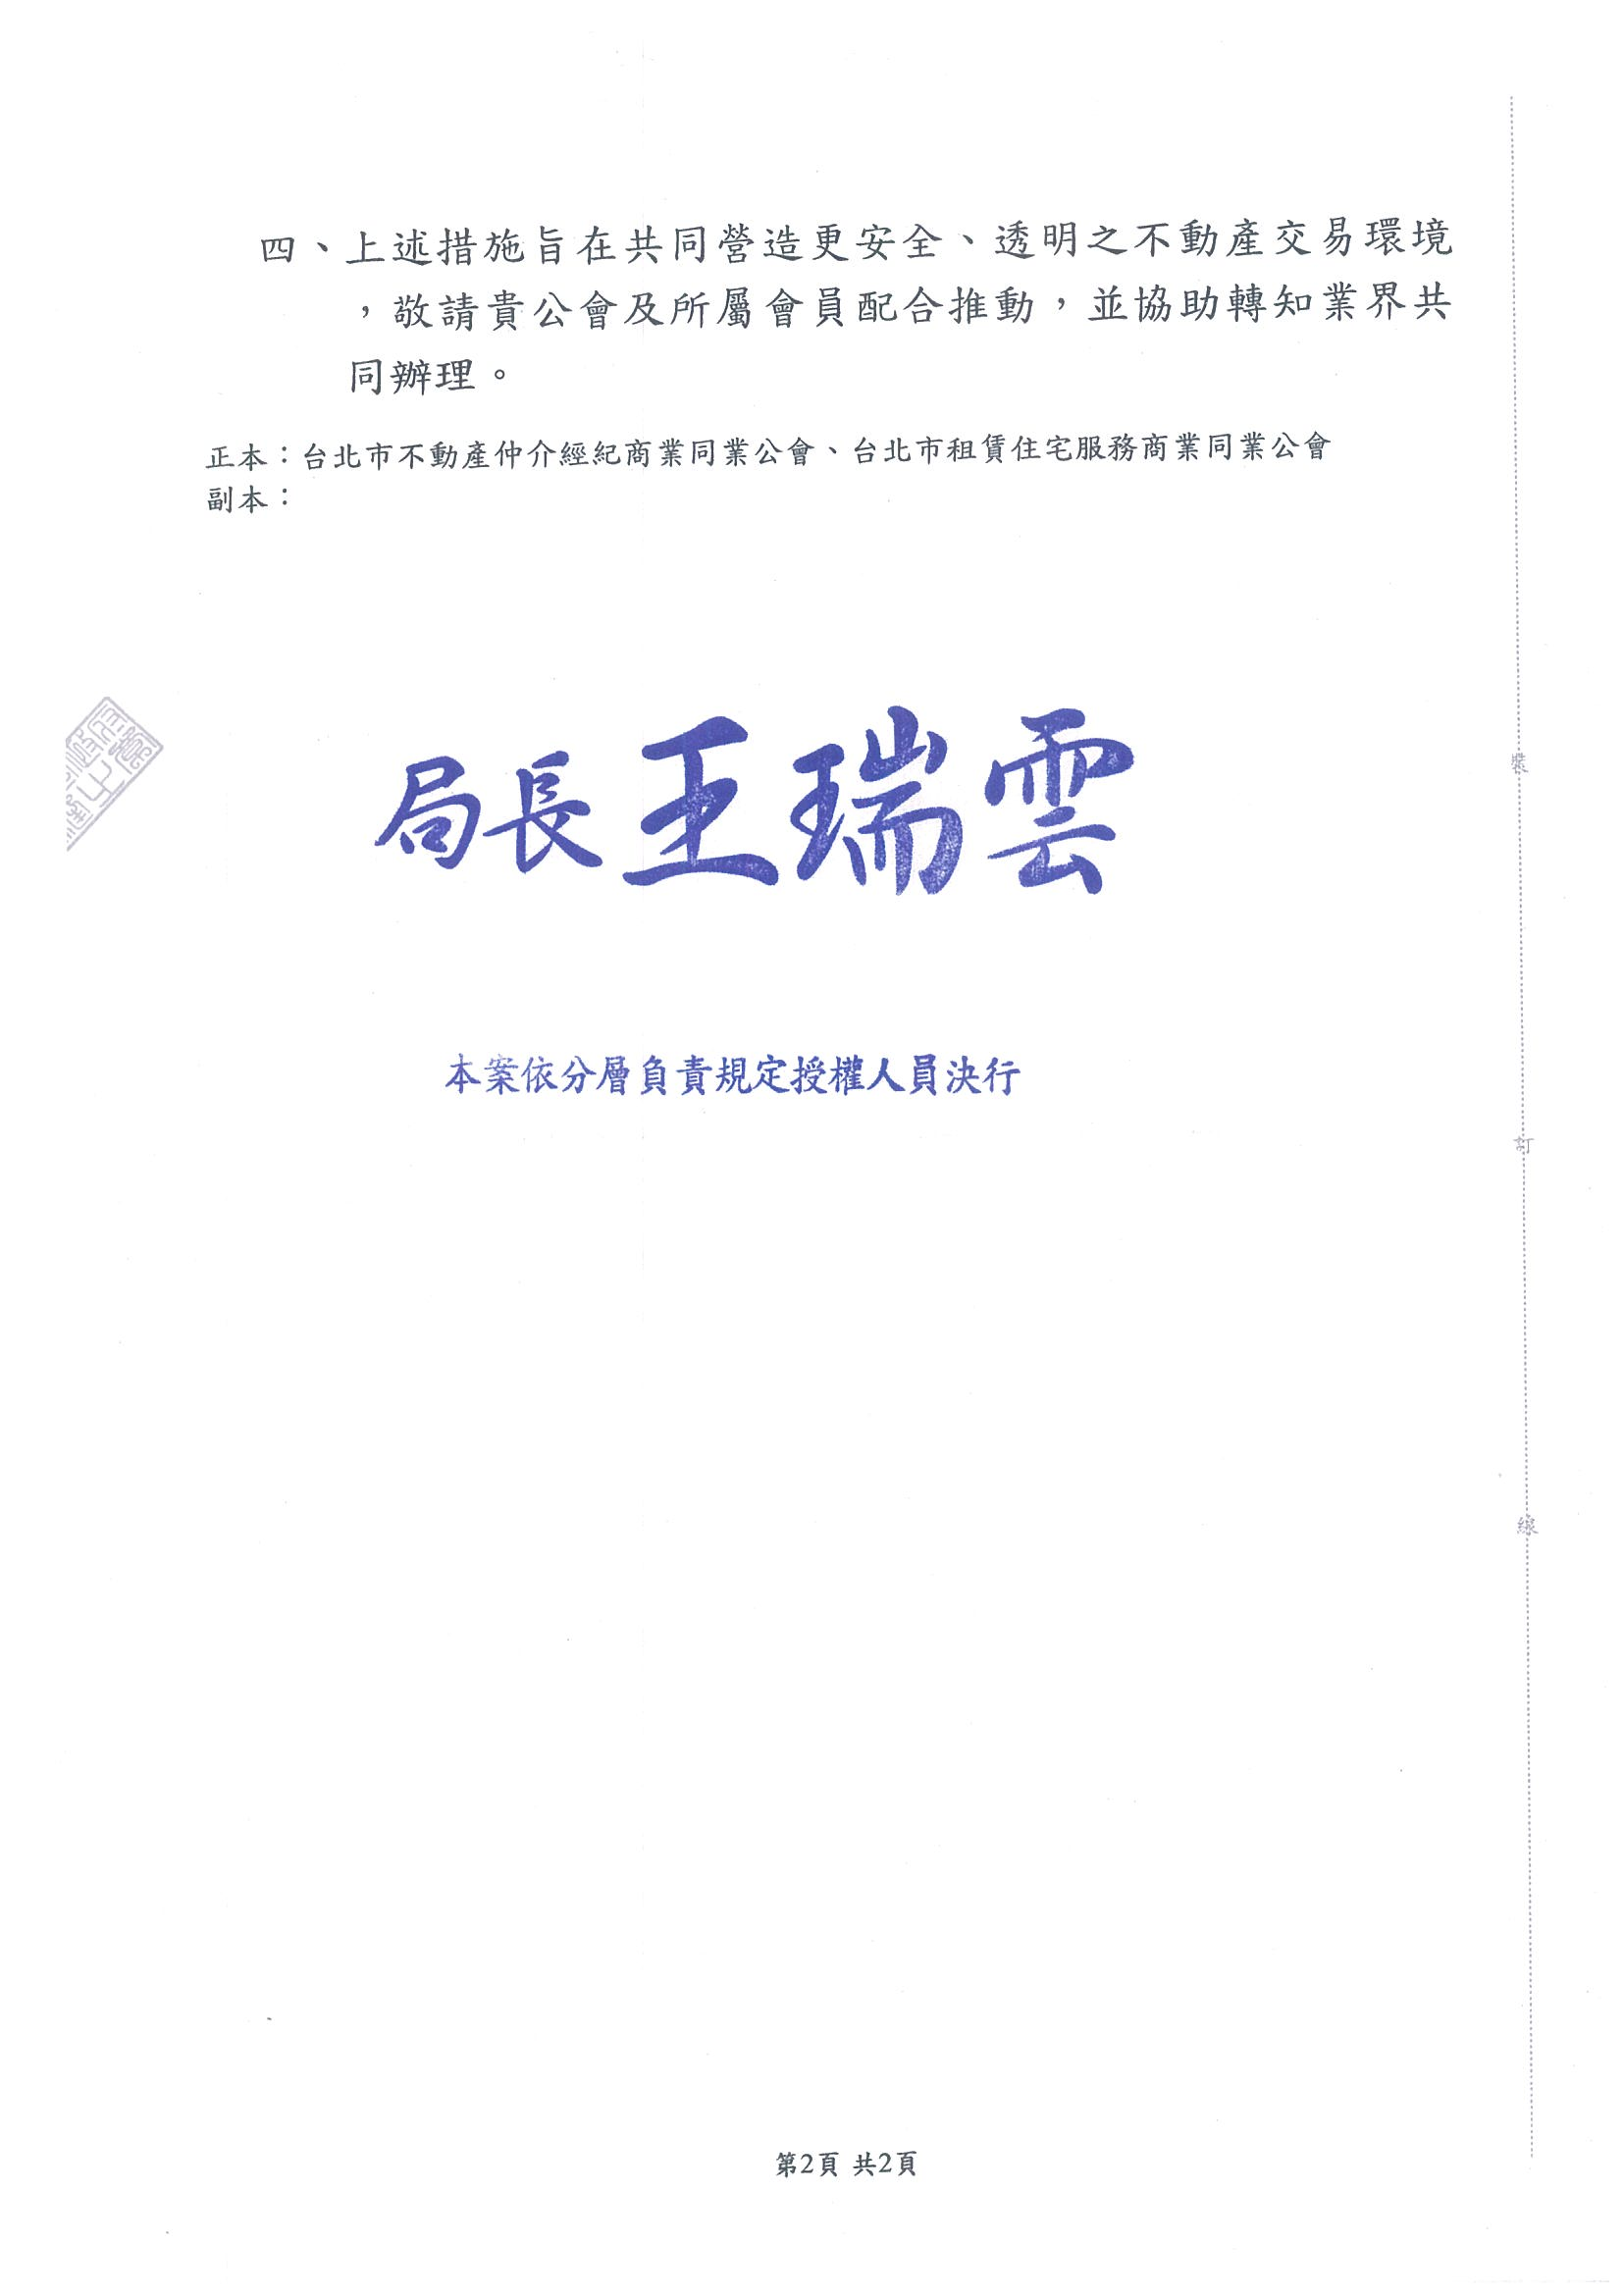 四、上述措施旨在共同營造更安全、透明之不動產交易環境
，敬請貴公會及所屬會員配合推動，並協助轉知業界共
同辦理。
正本：台北市不動產仲介經紀商業同業公會、台北市租賃住宅服務商業同業公會
副本：
局長王瑞雲
本案依分層負責規定授權人員決行
裝
訂
線
第2頁 共2頁